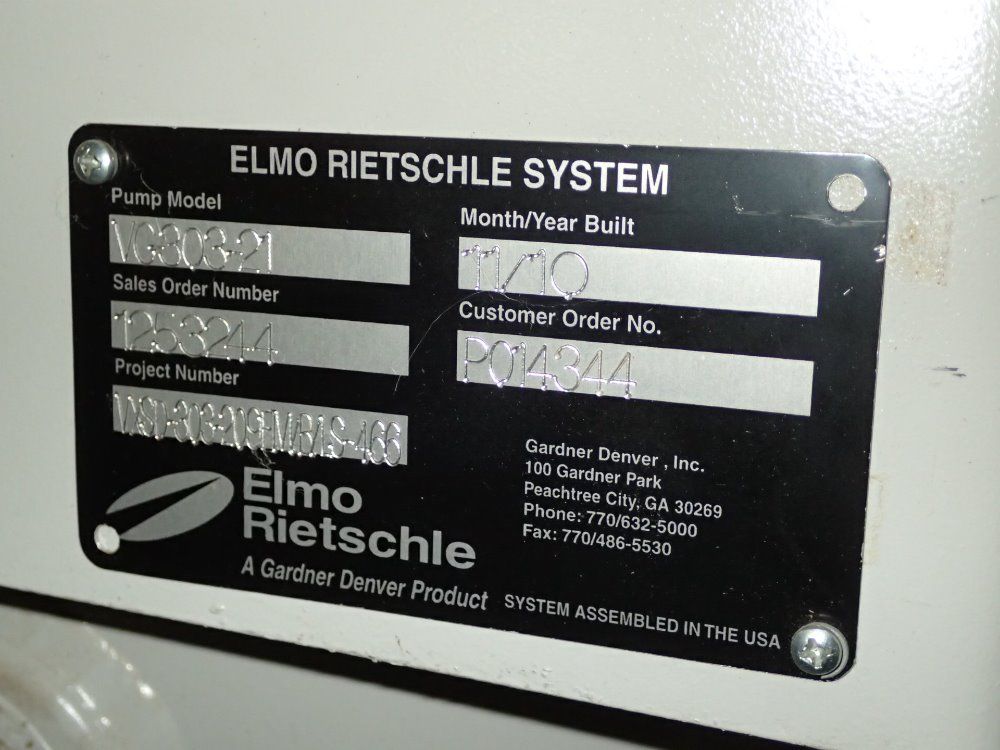 ELMO RIETSCHLE SYSTEM
Pump Model
VG303-21
Month/Year Built
11/10
Sales Order Number
1253244
Customer Order No.
P014344
Project Number
Elmo
Rietschle
A Gardner Denver Product
Gardner Denver , Inc.
100 Gardner Park
Peachtree City, GA 30269
Phone: 770/632-5000
Fax: 770/486-5530
SYSTEM ASSEMBLED IN THE USA